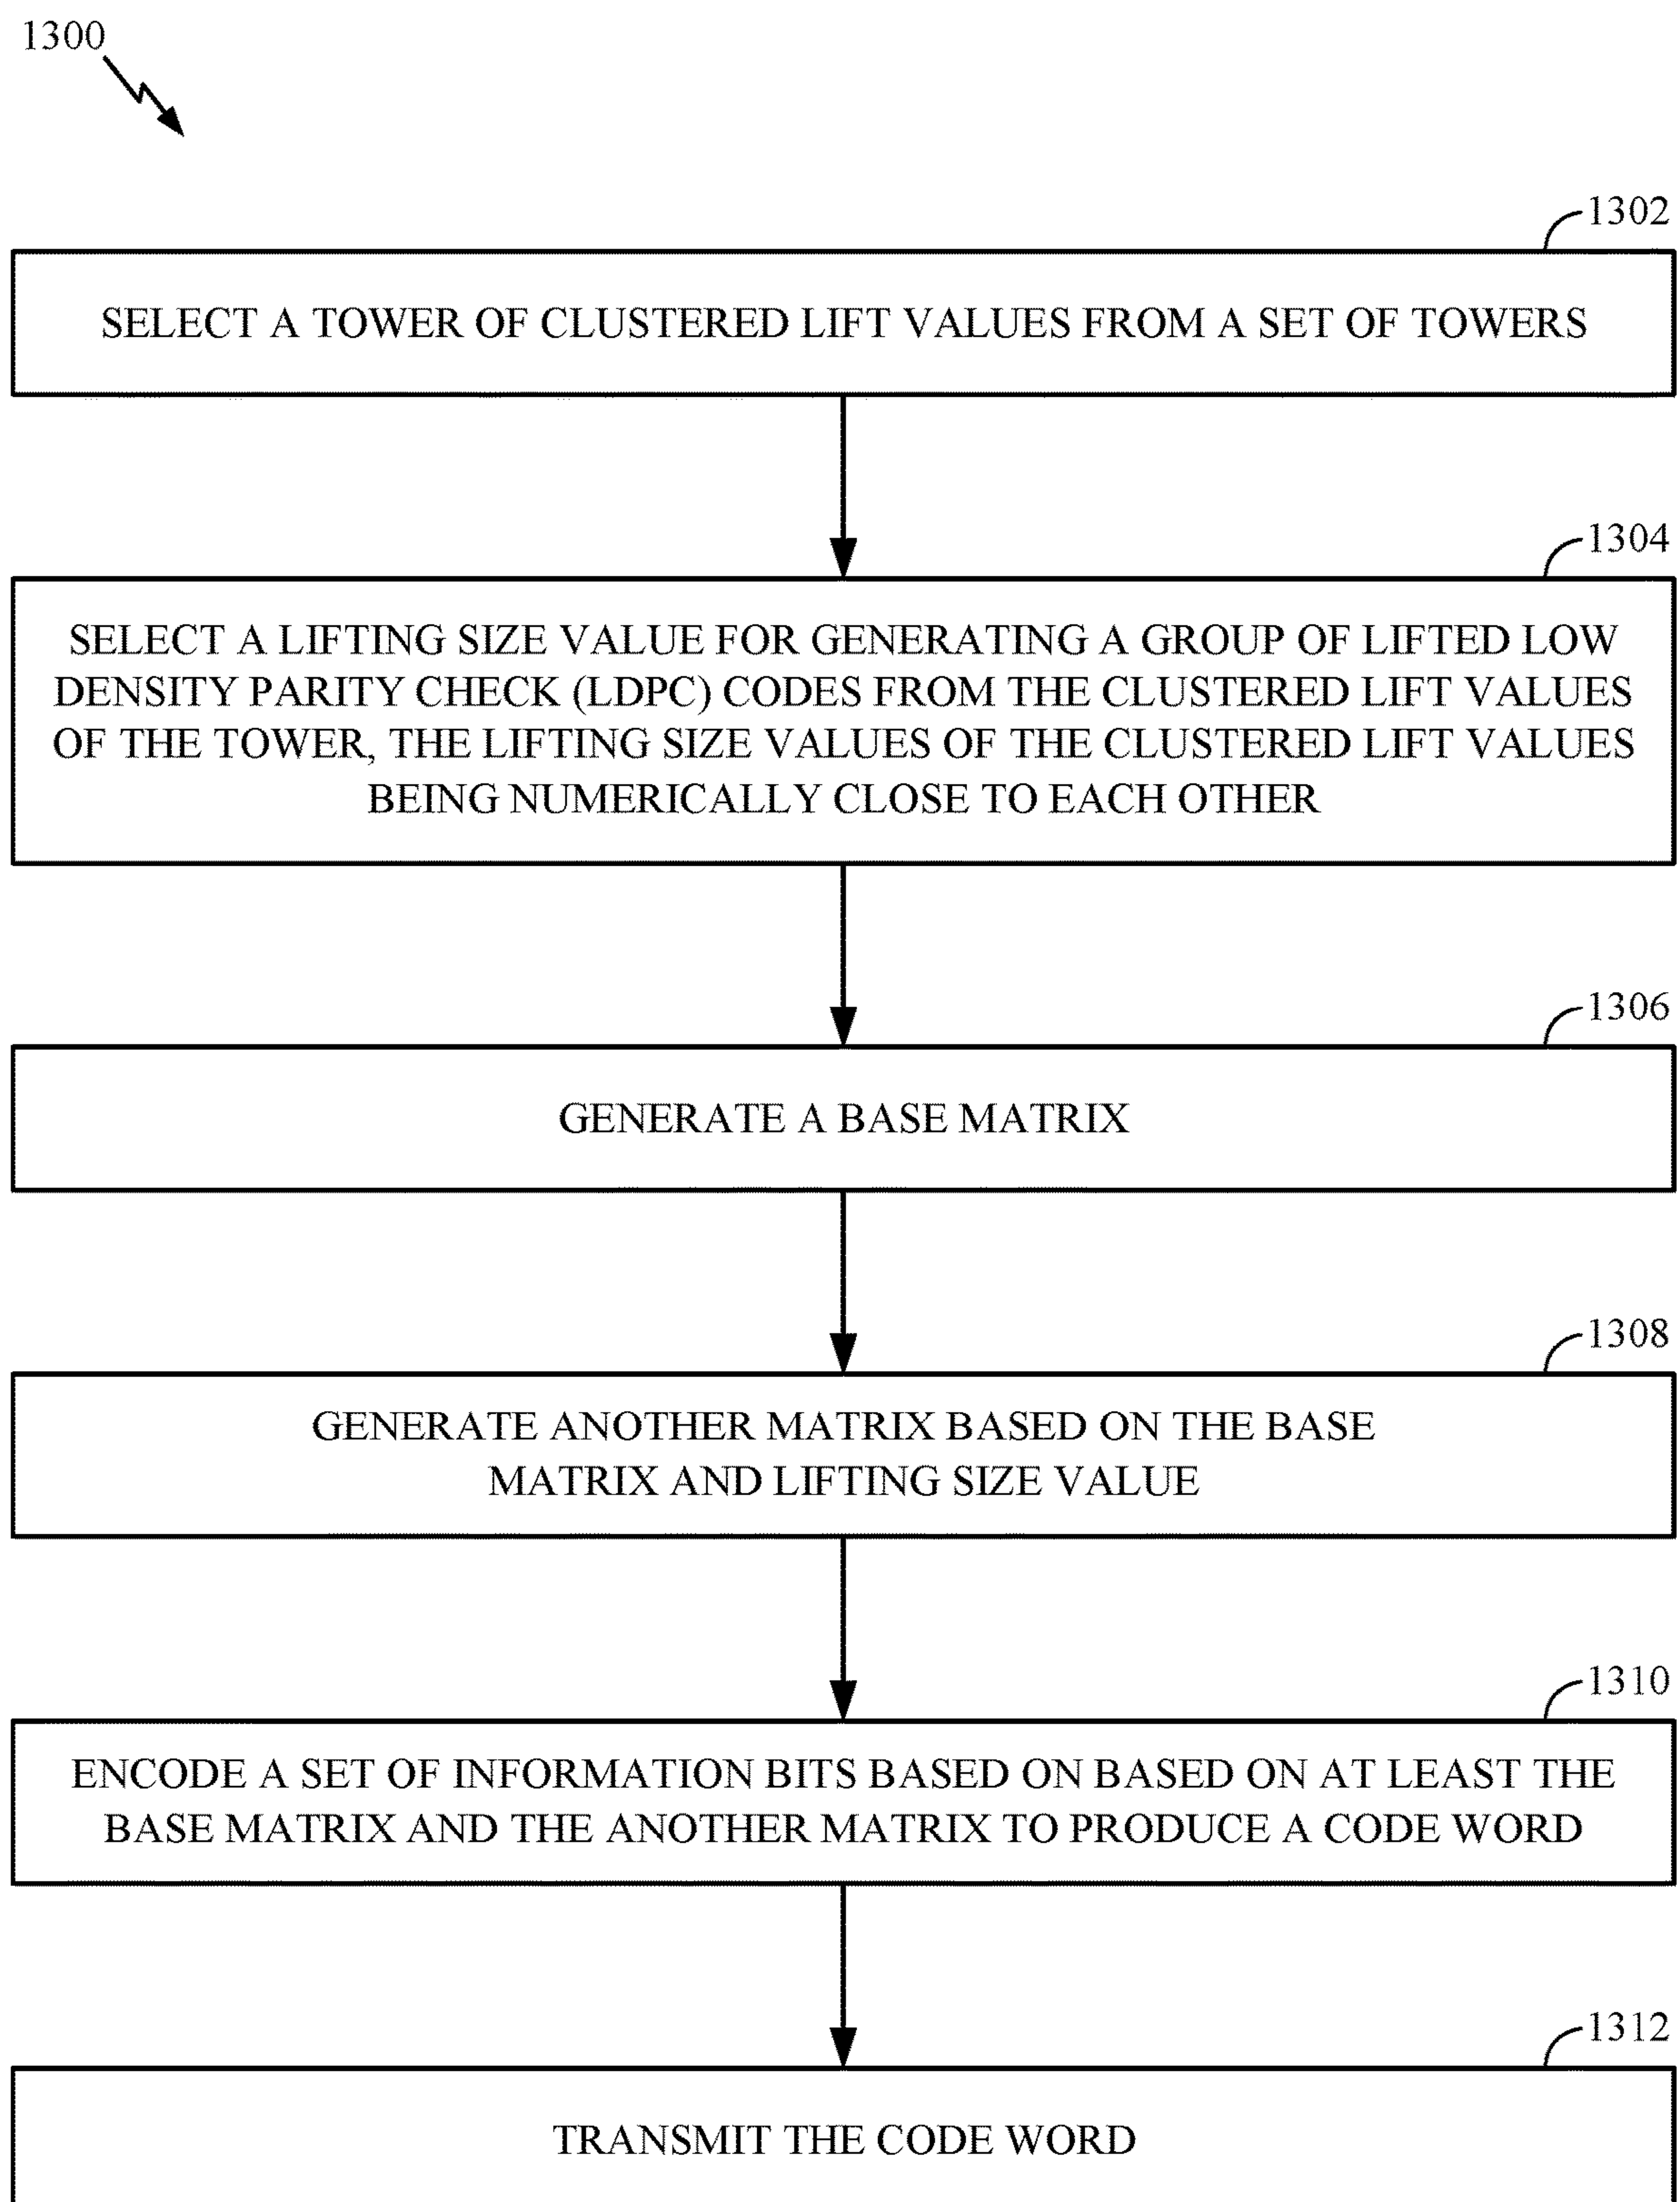 1300
1302
SELECT A TOWER OF CLUSTERED LIFT VALUES FROM A SET OF TOWERS
1304
SELECT A LIFTING SIZE VALUE FOR GENERATING A GROUP OF LIFTED LOW
DENSITY PARITY CHECK (LDPC) CODES FROM THE CLUSTERED LIFT VALUES
OF THE TOWER, THE LIFTING SIZE VALUES OF THE CLUSTERED LIFT VALUES
BEING NUMERICALLY CLOSE TO EACH OTHER
1306
GENERATE A BASE MATRIX
1308
GENERATE ANOTHER MATRIX BASED ON THE BASE
MATRIX AND LIFTING SIZE VALUE
1310
ENCODE A SET OF INFORMATION BITS BASED ON BASED ON AT LEAST THE
BASE MATRIX AND THE ANOTHER MATRIX TO PRODUCE A CODE WORD
1312
TRANSMIT THE CODE WORD